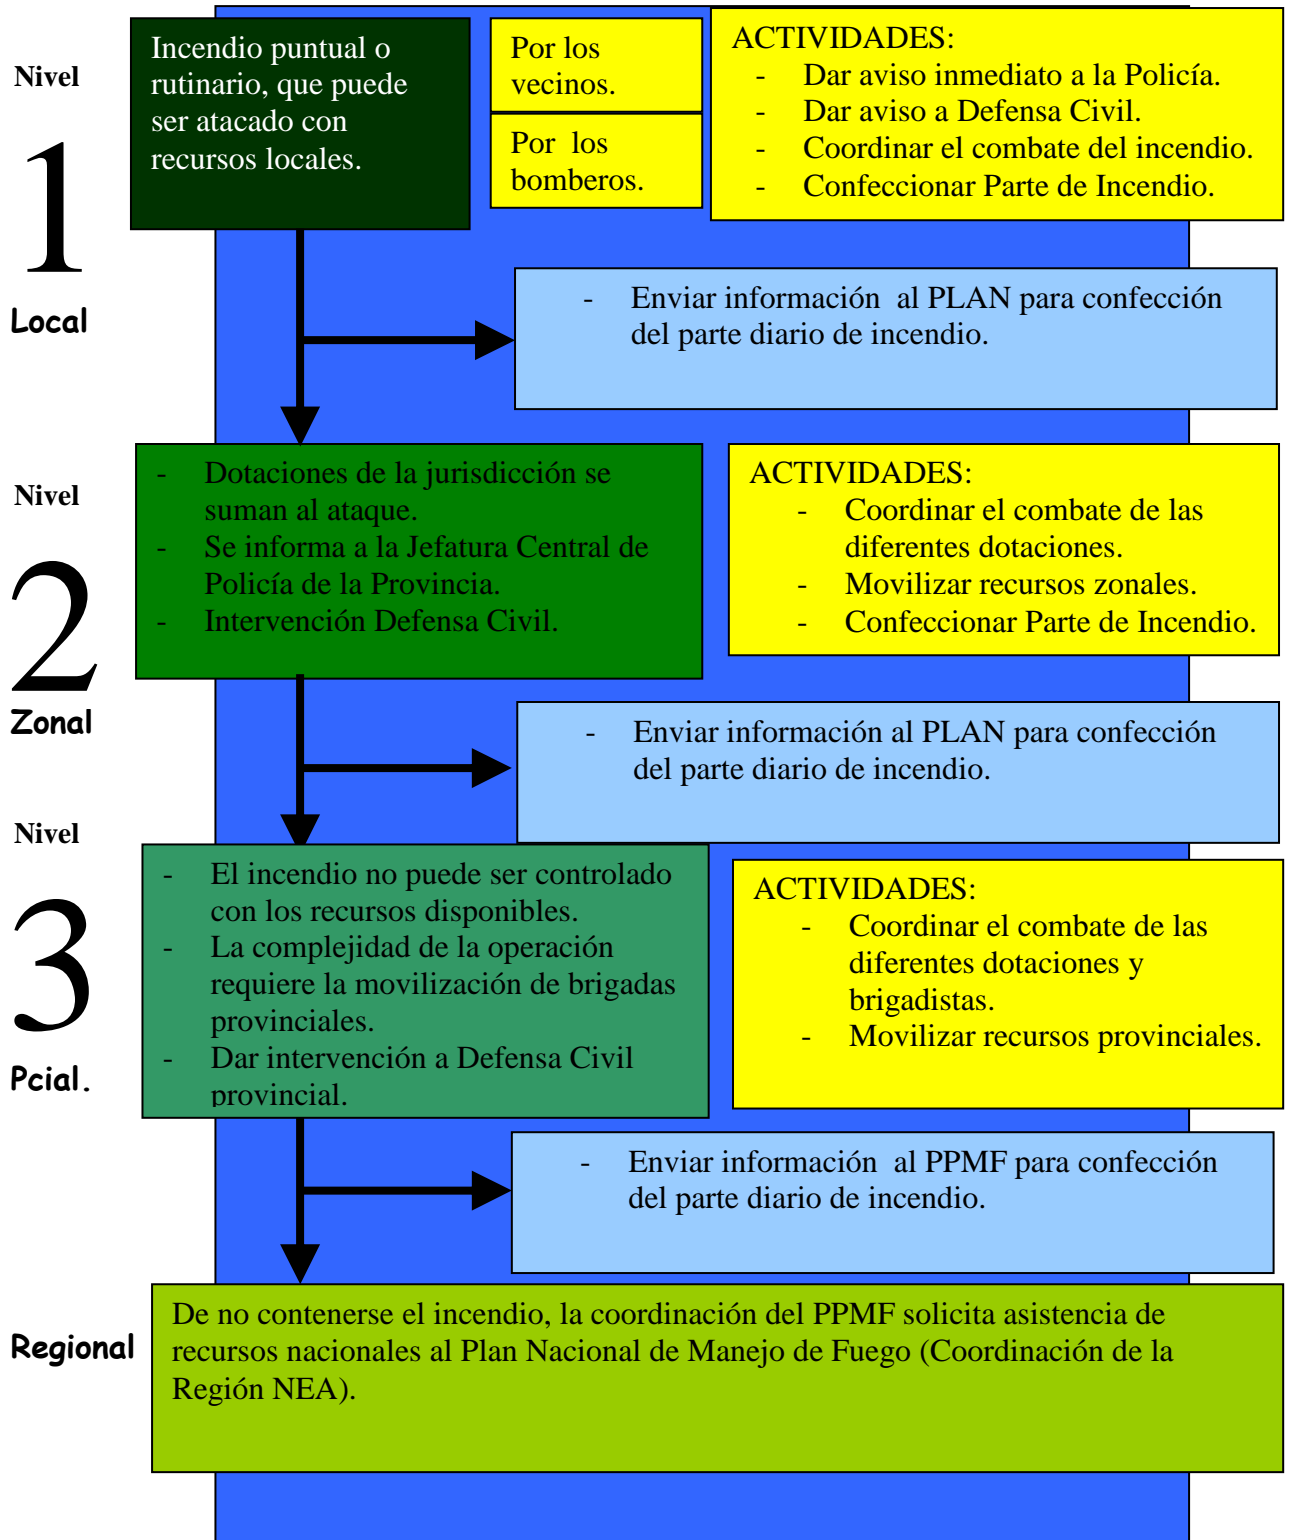 Nivel
1
Local
Incendio puntual o
rutinario, que puede
ser atacado con
recursos locales.
Por los
vecinos.
Por  los
bomberos.
ACTIVIDADES:
- Dar aviso inmediato a la Policía.
- Dar aviso a Defensa Civil.
- Coordinar el combate del incendio.
- Confeccionar Parte de Incendio.
- Enviar información  al PLAN para confección
del parte diario de incendio.
Nivel
2
Zonal
- Dotaciones de la jurisdicción se
suman al ataque.
- Se informa a la Jefatura Central de
Policía de la Provincia.
- Intervención Defensa Civil.
ACTIVIDADES:
- Coordinar el combate de las
diferentes dotaciones.
- Movilizar recursos zonales.
- Confeccionar Parte de Incendio.
- Enviar información al PLAN para confección
del parte diario de incendio.
Nivel
3
Pcial.
- El incendio no puede ser controlado
con los recursos disponibles.
- La complejidad de la operación
requiere la movilización de brigadas
provinciales.
- Dar intervención a Defensa Civil
provincial.
ACTIVIDADES:
- Coordinar el combate de las
diferentes dotaciones y
brigadistas.
- Movilizar recursos provinciales.
- Enviar información  al PPMF para confección
del parte diario de incendio.
Regional
De no contenerse el incendio, la coordinación del PPMF solicita asistencia de
recursos nacionales al Plan Nacional de Manejo de Fuego (Coordinación de la
Región NEA).